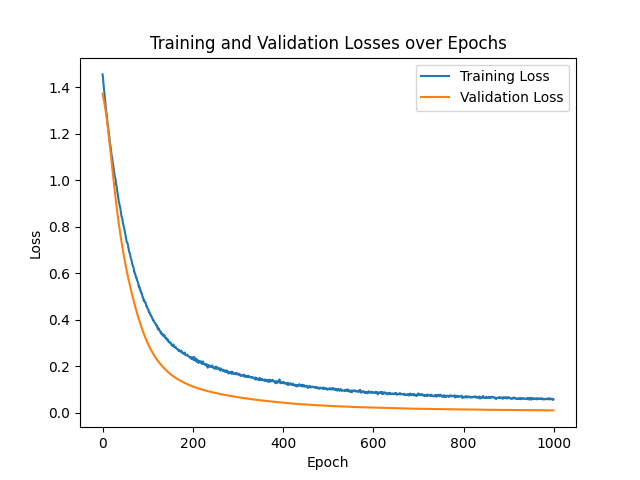 Training and Validation Losses over Epochs
Training Loss
Validation Loss
Loss
1.4
1.2
1.0
0.8
0.6
0.4
0.2
0.0
0
200
400
600
800
1000
Epoch